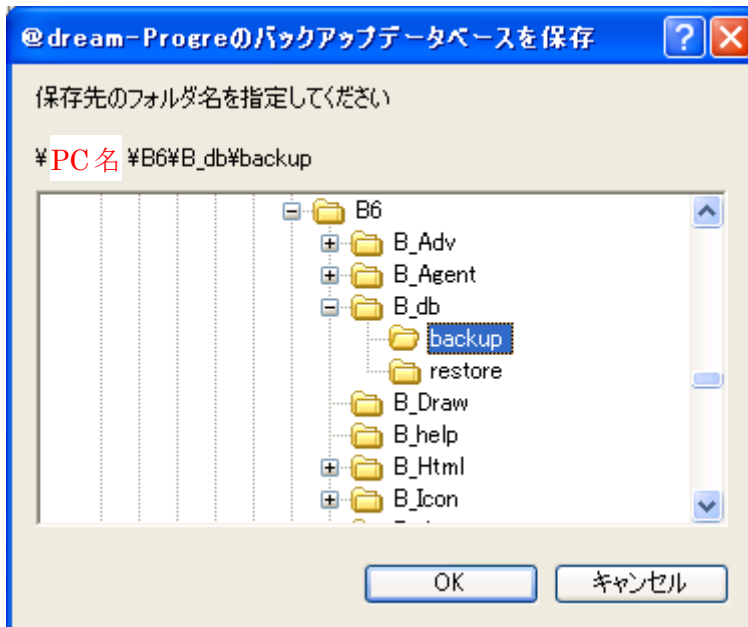 @dream-Progreのバックアップデータベースを保存
保存先のフォルダ名を指定してください
¥PC名¥B6¥B_db¥backup
B6
B_Adv
B_Agent
B_db
backup
restore
B_Draw
B_help
B_Html
B_Icon
OK キャンセル